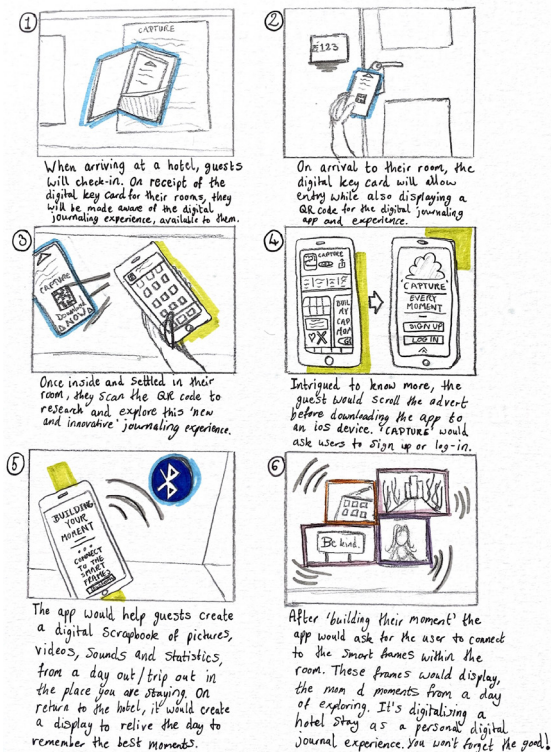 1
CAPTURE
When arriving at a hotel, guests
will check-in. On receipt of the
digital key card for their rooms, they
will be made aware of the digital
journaling experience, available to them.
2
123
On arrival to their room, the
digital key card will allow
entry while also displaying a
QR code for the digital journaling
app and experience.
3
CAPTURE
NOW
Once inside and settled in their
room, they scan the QR code to
research and explore this 'new
and innovative' journaling experience.
4
CAPTURE
'CAPTURE'
EVERY
MOMENT
SIGN UP
LOG IN
Intrigued to know more, the
guest would scroll the advert
before downloading the app to
an ios device. 'CAPTURE' would
ask users to sign up or log-in.
5
BUILDING
YOUR
MOMENT
CONNECT
TO THE
SMART
FRAMES
The app would help guests create
a digital Scrapbook of pictures,
videos, sounds and statistics,
from a day out/trip out in
the place you are staying. On
return to the hotel, it would create
a display to relive the day to
remember the best moments.
6
Be kind.
After 'building their moment' the
app would ask for the user to connect
to the Smart frames within the
room. These frames would display,
the mom d moments from a day
of exploring. It's digitalising a
hotel stay as a personal digital
journal experience you won't forget the good!